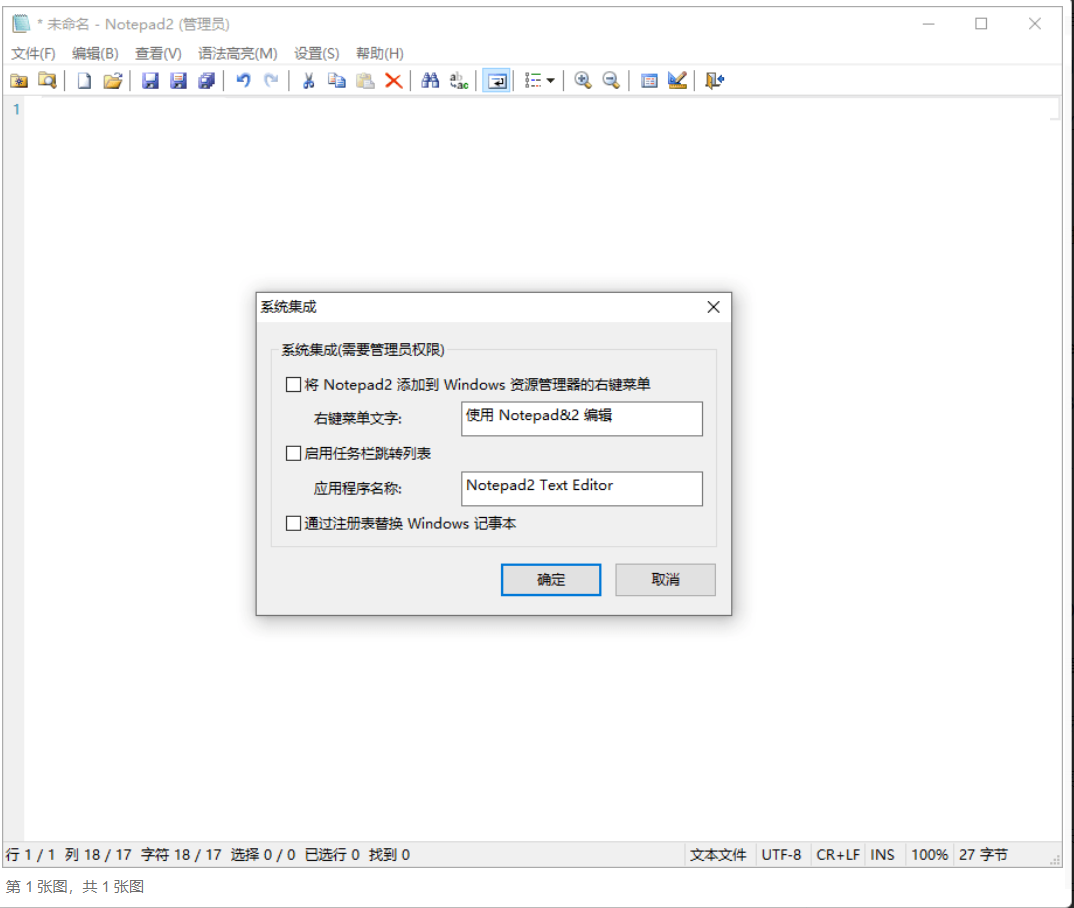 * 未命名 - Notepad2 (管理员)
文件(F) 编辑(B) 查看(V) 语法高亮(M) 设置(S) 帮助(H)
1
系统集成
系统集成(需要管理员权限)
将 Notepad2 添加到 Windows 资源管理器的右键菜单
右键菜单文字: 使用 Notepad&2 编辑
启用任务栏跳转列表
应用程序名称: Notepad2 Text Editor
通过注册表替换 Windows 记事本
确定 取消
行 1 / 1 列 18 / 17 字符 18 / 17 选择 0 / 0 已选行 0 找到 0 文本文件 UTF-8 CR+LF INS 100% 27 字节
第 1 张图，共 1 张图